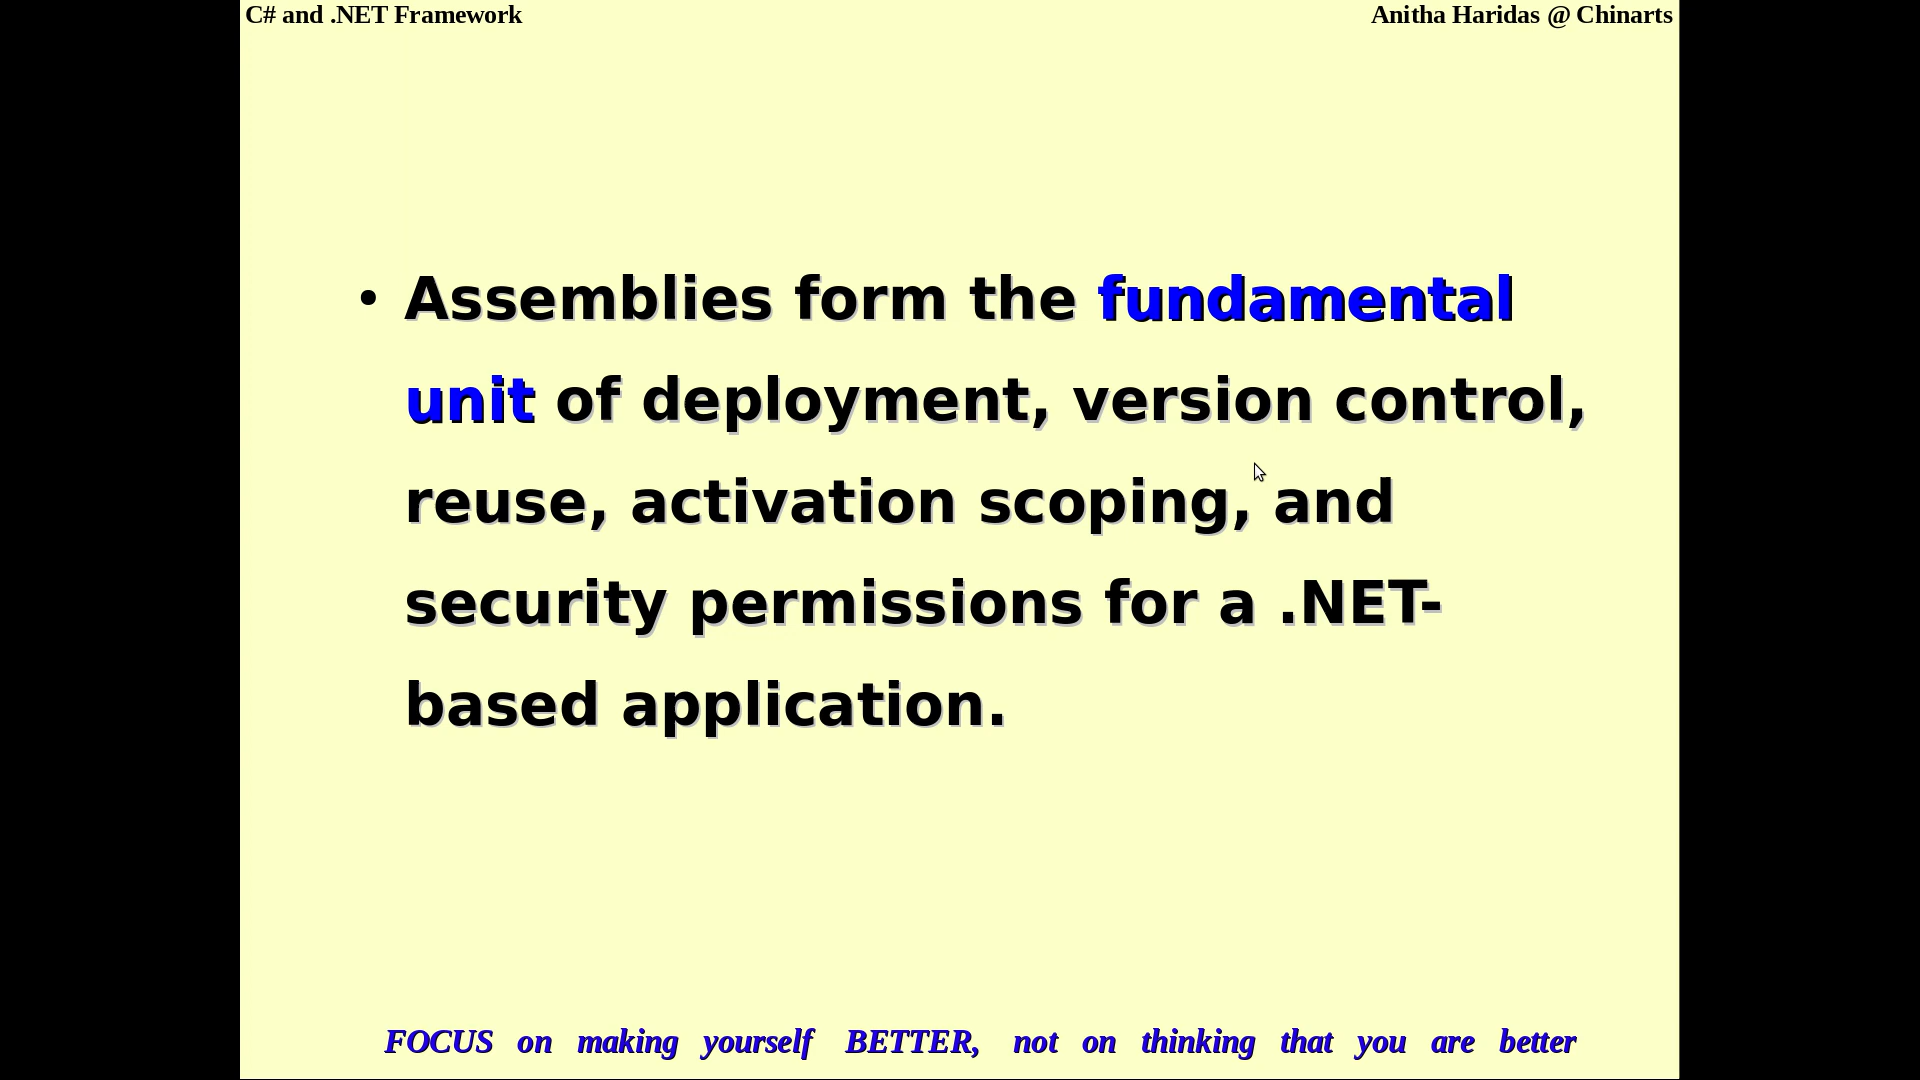 C# and .NET Framework
Anitha Haridas @ Chinarts
• Assemblies form the fundamental
unit of deployment, version control,
reuse, activation scoping, and
security permissions for a .NET-
based application.
FOCUS on making yourself BETTER, not on thinking that you are better